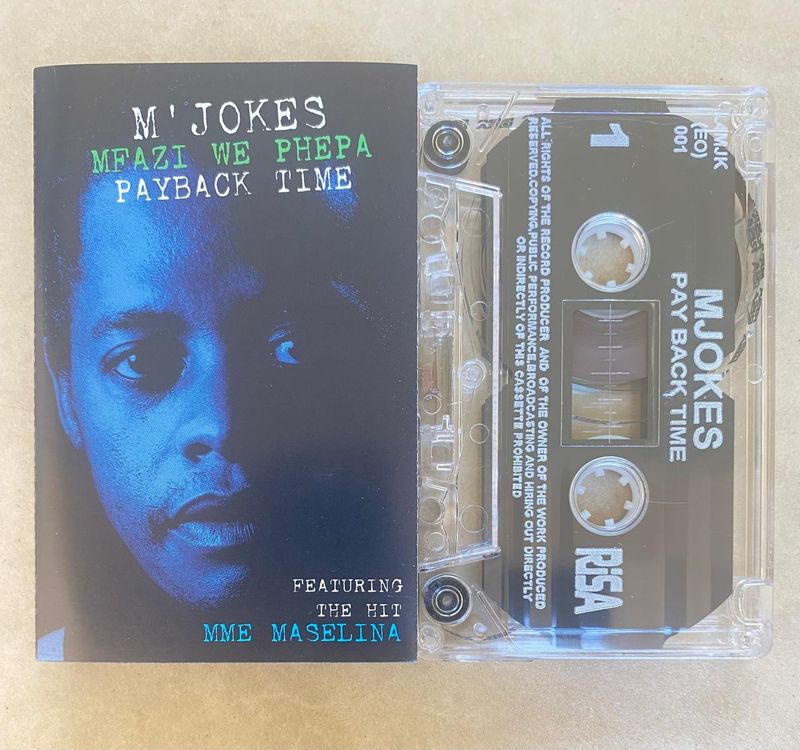 M'JOKES
MFAZI WE PHEPA
PAYBACK TIME
FEATURING
THE HIT
MME MASELINA
MJK
(EO)
001
1
MJOKES
PAY BACK TIME
ALL RIGHTS OF THE RECORD PRODUCER AND OF THE OWNER OF THE WORK PRODUCED
RESERVED.COPYING,PUBLIC PERFORMANCE,BROADCASTING AND HIRING OUT DIRECTLY
OR INDIRECTLY OF THIS CASSETTE PROHIBITED
RiSA